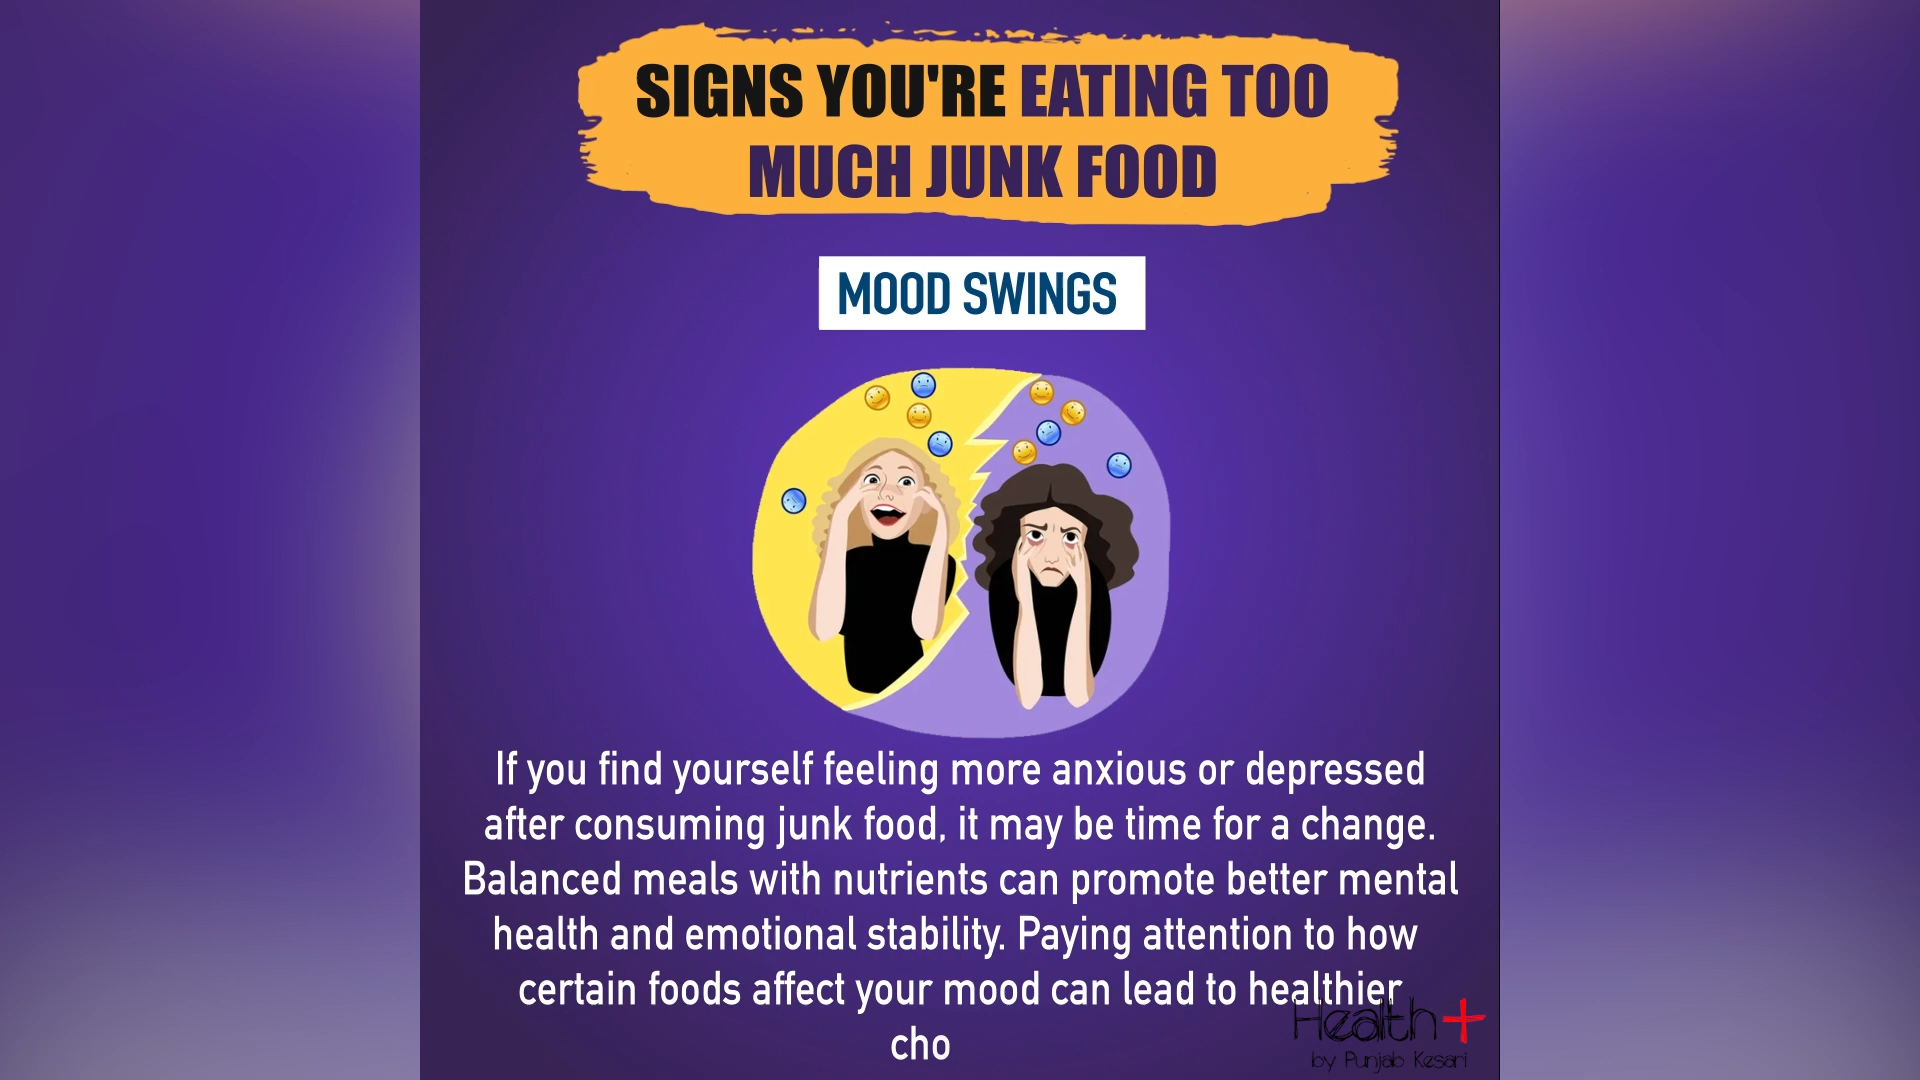 SIGNS YOU'RE EATING TOO
MUCH JUNK FOOD
MOOD SWINGS
If you find yourself feeling more anxious or depressed
after consuming junk food, it may be time for a change.
Balanced meals with nutrients can promote better mental
health and emotional stability. Paying attention to how
certain foods affect your mood can lead to healthier
cho
Health+
by Punjab Kesari